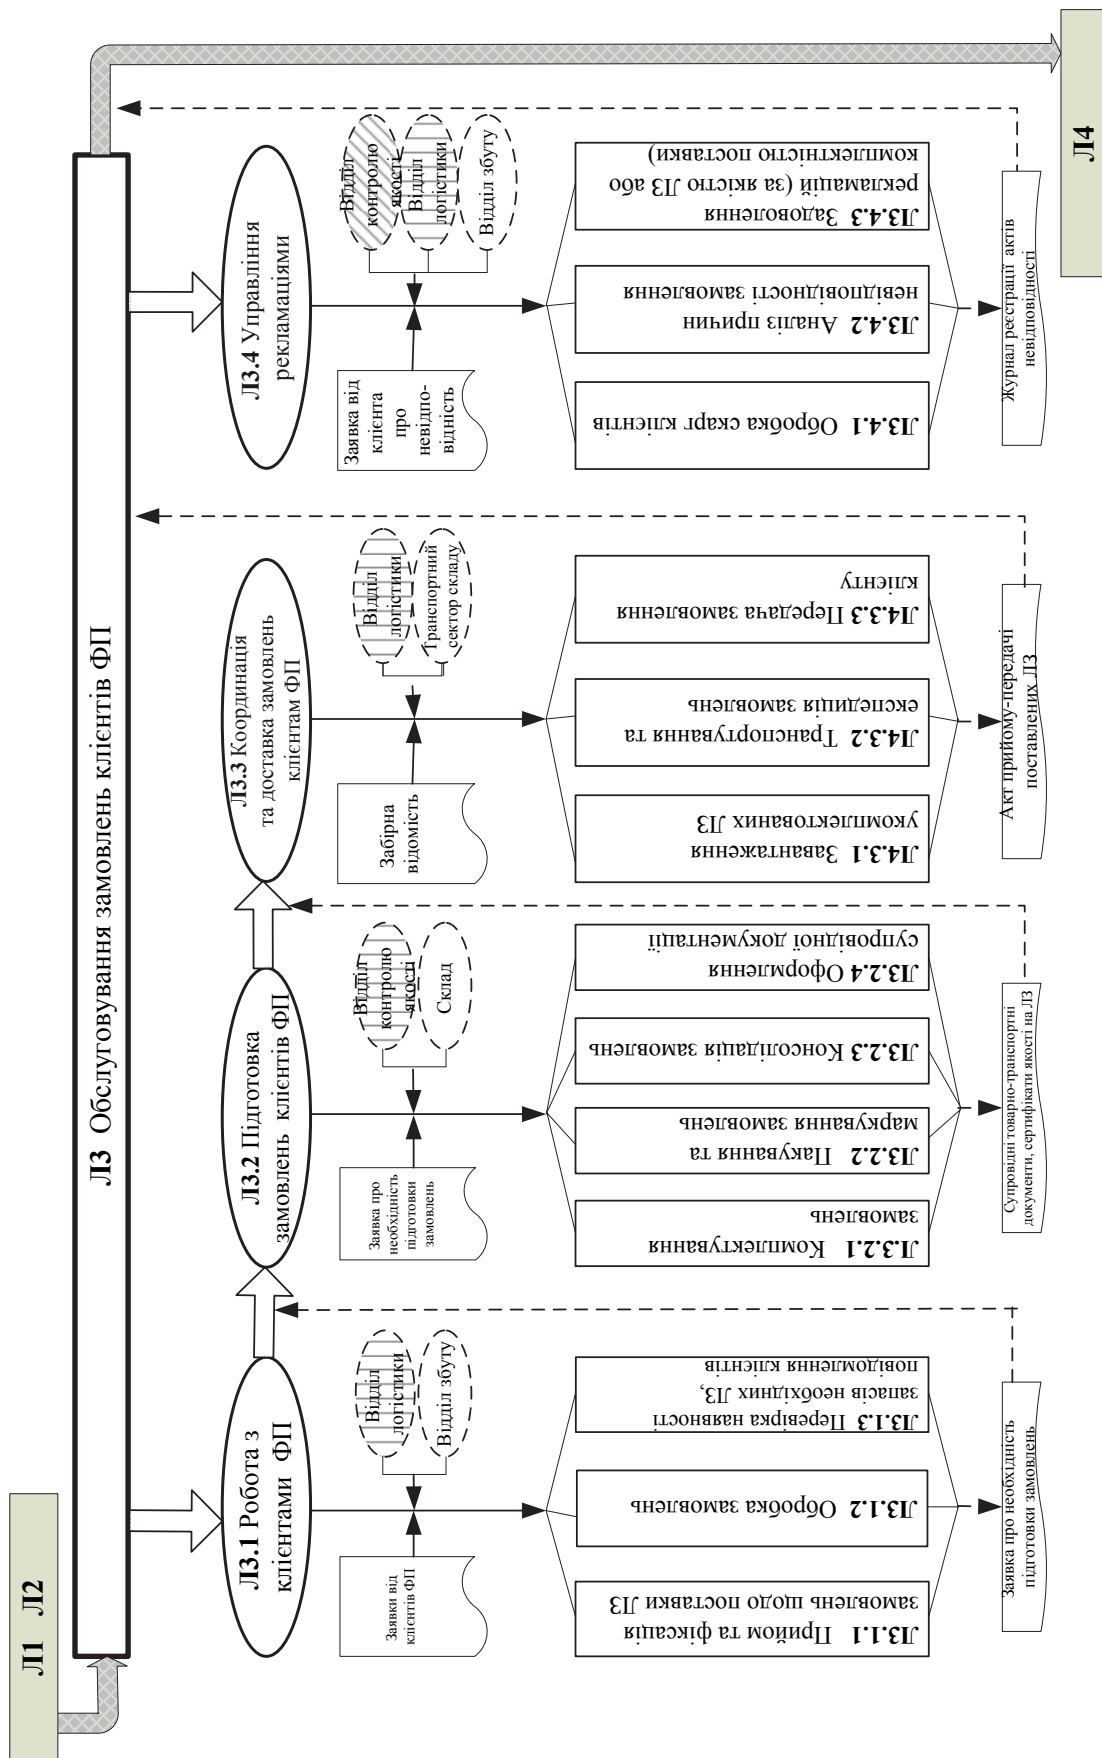 Л1 Л2
Л3 Обслуговування замовлень клієнтів ФП
Л4
Л3.1 Робота з
клієнтами ФП
Л3.2 Підготовка
замовлень клієнтів ФП
Л3.3 Координація
та доставка замовлень
клієнтам ФП
Л3.4 Управління
рекламаціями
Заявки від
клієнтів ФП
Відділ
логістики
Відділ збуту
Заявка про
необхідність
підготовки
замовлень
Відділ
контролю
якості
Склад
Забірна
відомість
Відділ
логістики
Транспортний
сектор складу
Заявка від
клієнта
про
невідпо-
відність
Відділ
контролю
якості
Відділ
логістики
Відділ збуту
Л3.1.1 Прийом та фіксація
замовлень щодо поставки ЛЗ
Л3.1.2 Обробка замовлень
Л3.1.3 Перевірка наявності
запасів необхідних ЛЗ,
повідомлення клієнтів
Л.3.2.1 Комплектування
замовлень
Л3.2.2 Пакування та
маркування замовлень
Л3.2.3 Консолідація замовлень
Л3.2.4 Оформлення
супровідної документації
Л4.3.1 Завантаження
укомплектованих ЛЗ
Л4.3.2 Транспортування та
експедиція замовлень
Л4.3.3 Передача замовлення
клієнту
Л3.4.1 Обробка скарг клієнтів
Л3.4.2 Аналіз причин
невідповідності замовлення
Л3.4.3 Задоволення
рекламацій (за якістю ЛЗ або
комплектністю поставки)
Заявка про необхідність
підготовки замовлень
Супровідні товарно-транспортні
документи, сертифікати якості на ЛЗ
Акт прийому-передачі
поставлених ЛЗ
Журнал реєстрації актів
невідповідності